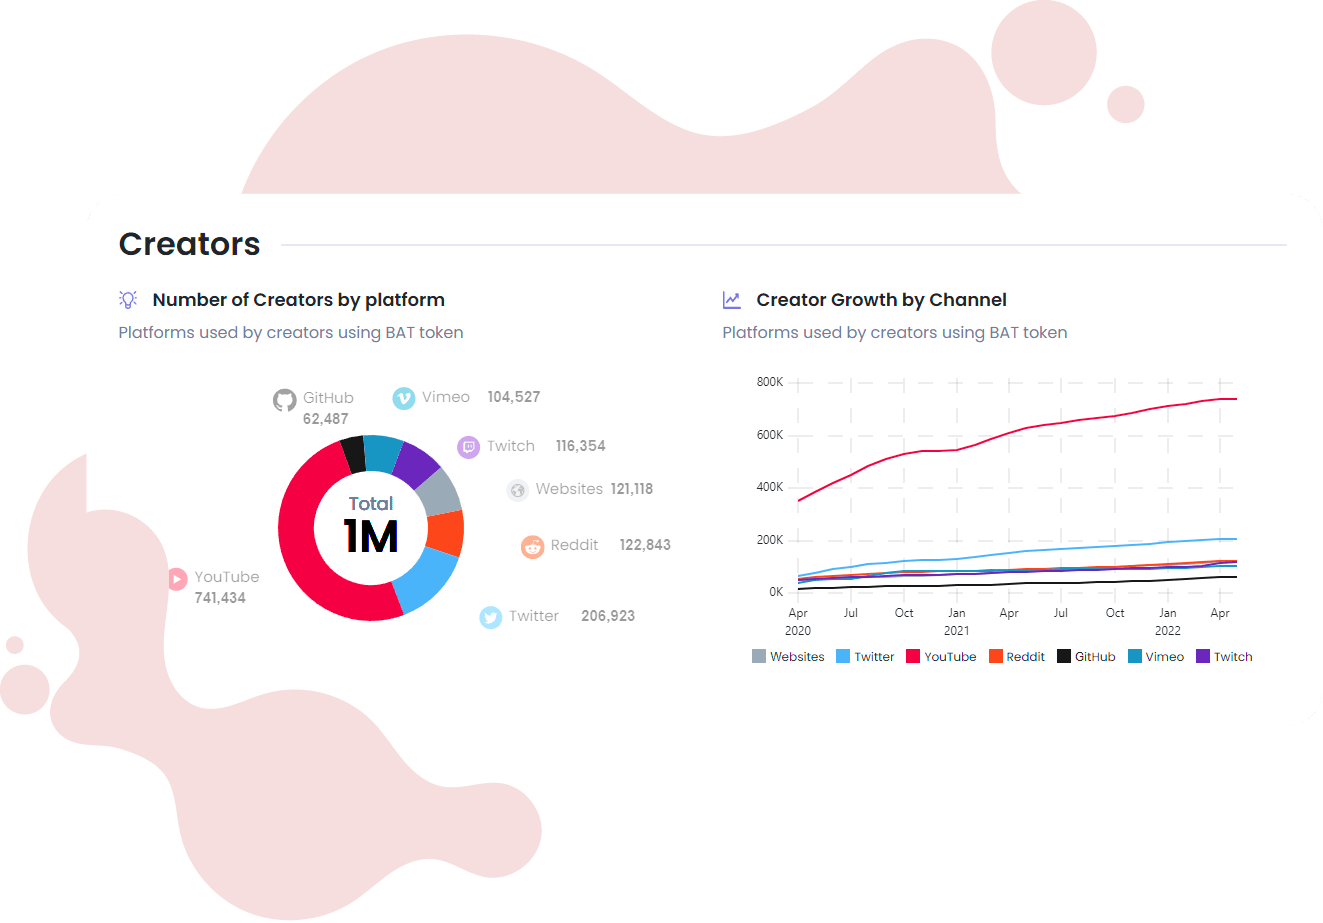 Creators
Number of Creators by platform
Platforms used by creators using BAT token
GitHub
62,487
Vimeo 104,527
Twitch 116,354
Websites 121,118
Reddit 122,843
Twitter 206,923
YouTube
741,434
Total
1M
Creator Growth by Channel
Platforms used by creators using BAT token
800K
600K
400K
200K
0K
Apr Jul Oct Jan Apr Jul Oct Jan Apr
2020 2021 2022
Websites Twitter YouTube Reddit GitHub Vimeo Twitch